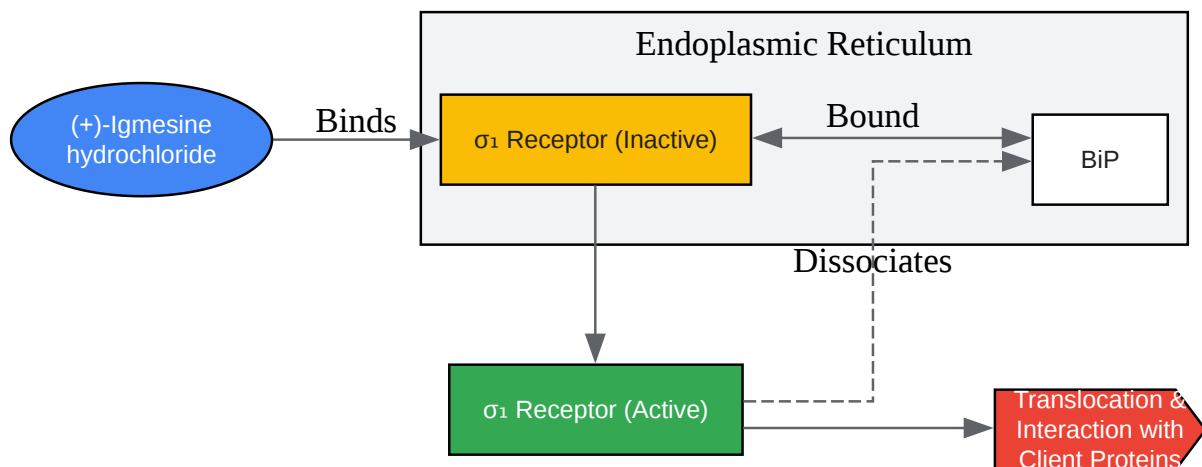 Endoplasmic Reticulum
(+)-Igmesine
hydrochloride
Binds
σ₁ Receptor (Inactive)
Bound
BiP
Dissociates
σ₁ Receptor (Active)
Translocation &
Interaction with
Client Proteins